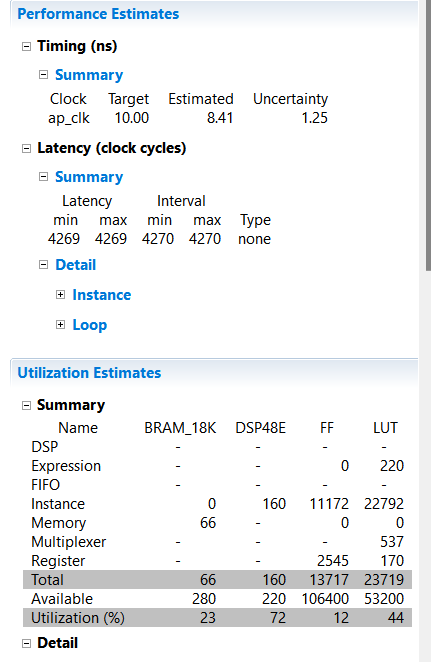 Performance Estimates
Timing (ns)
Summary
Clock Target Estimated Uncertainty
ap_clk 10.00 8.41 1.25
Latency (clock cycles)
Summary
Latency Interval
min max min max Type
4269 4269 4270 4270 none
Detail
Instance
Loop
Utilization Estimates
Summary
Name BRAM_18K DSP48E FF LUT
DSP - - - -
Expression - - 0 220
FIFO - - - -
Instance 0 160 11172 22792
Memory 66 - 0 0
Multiplexer - - - 537
Register - - 2545 170
Total 66 160 13717 23719
Available 280 220 106400 53200
Utilization (%) 23 72 12 44
Detail